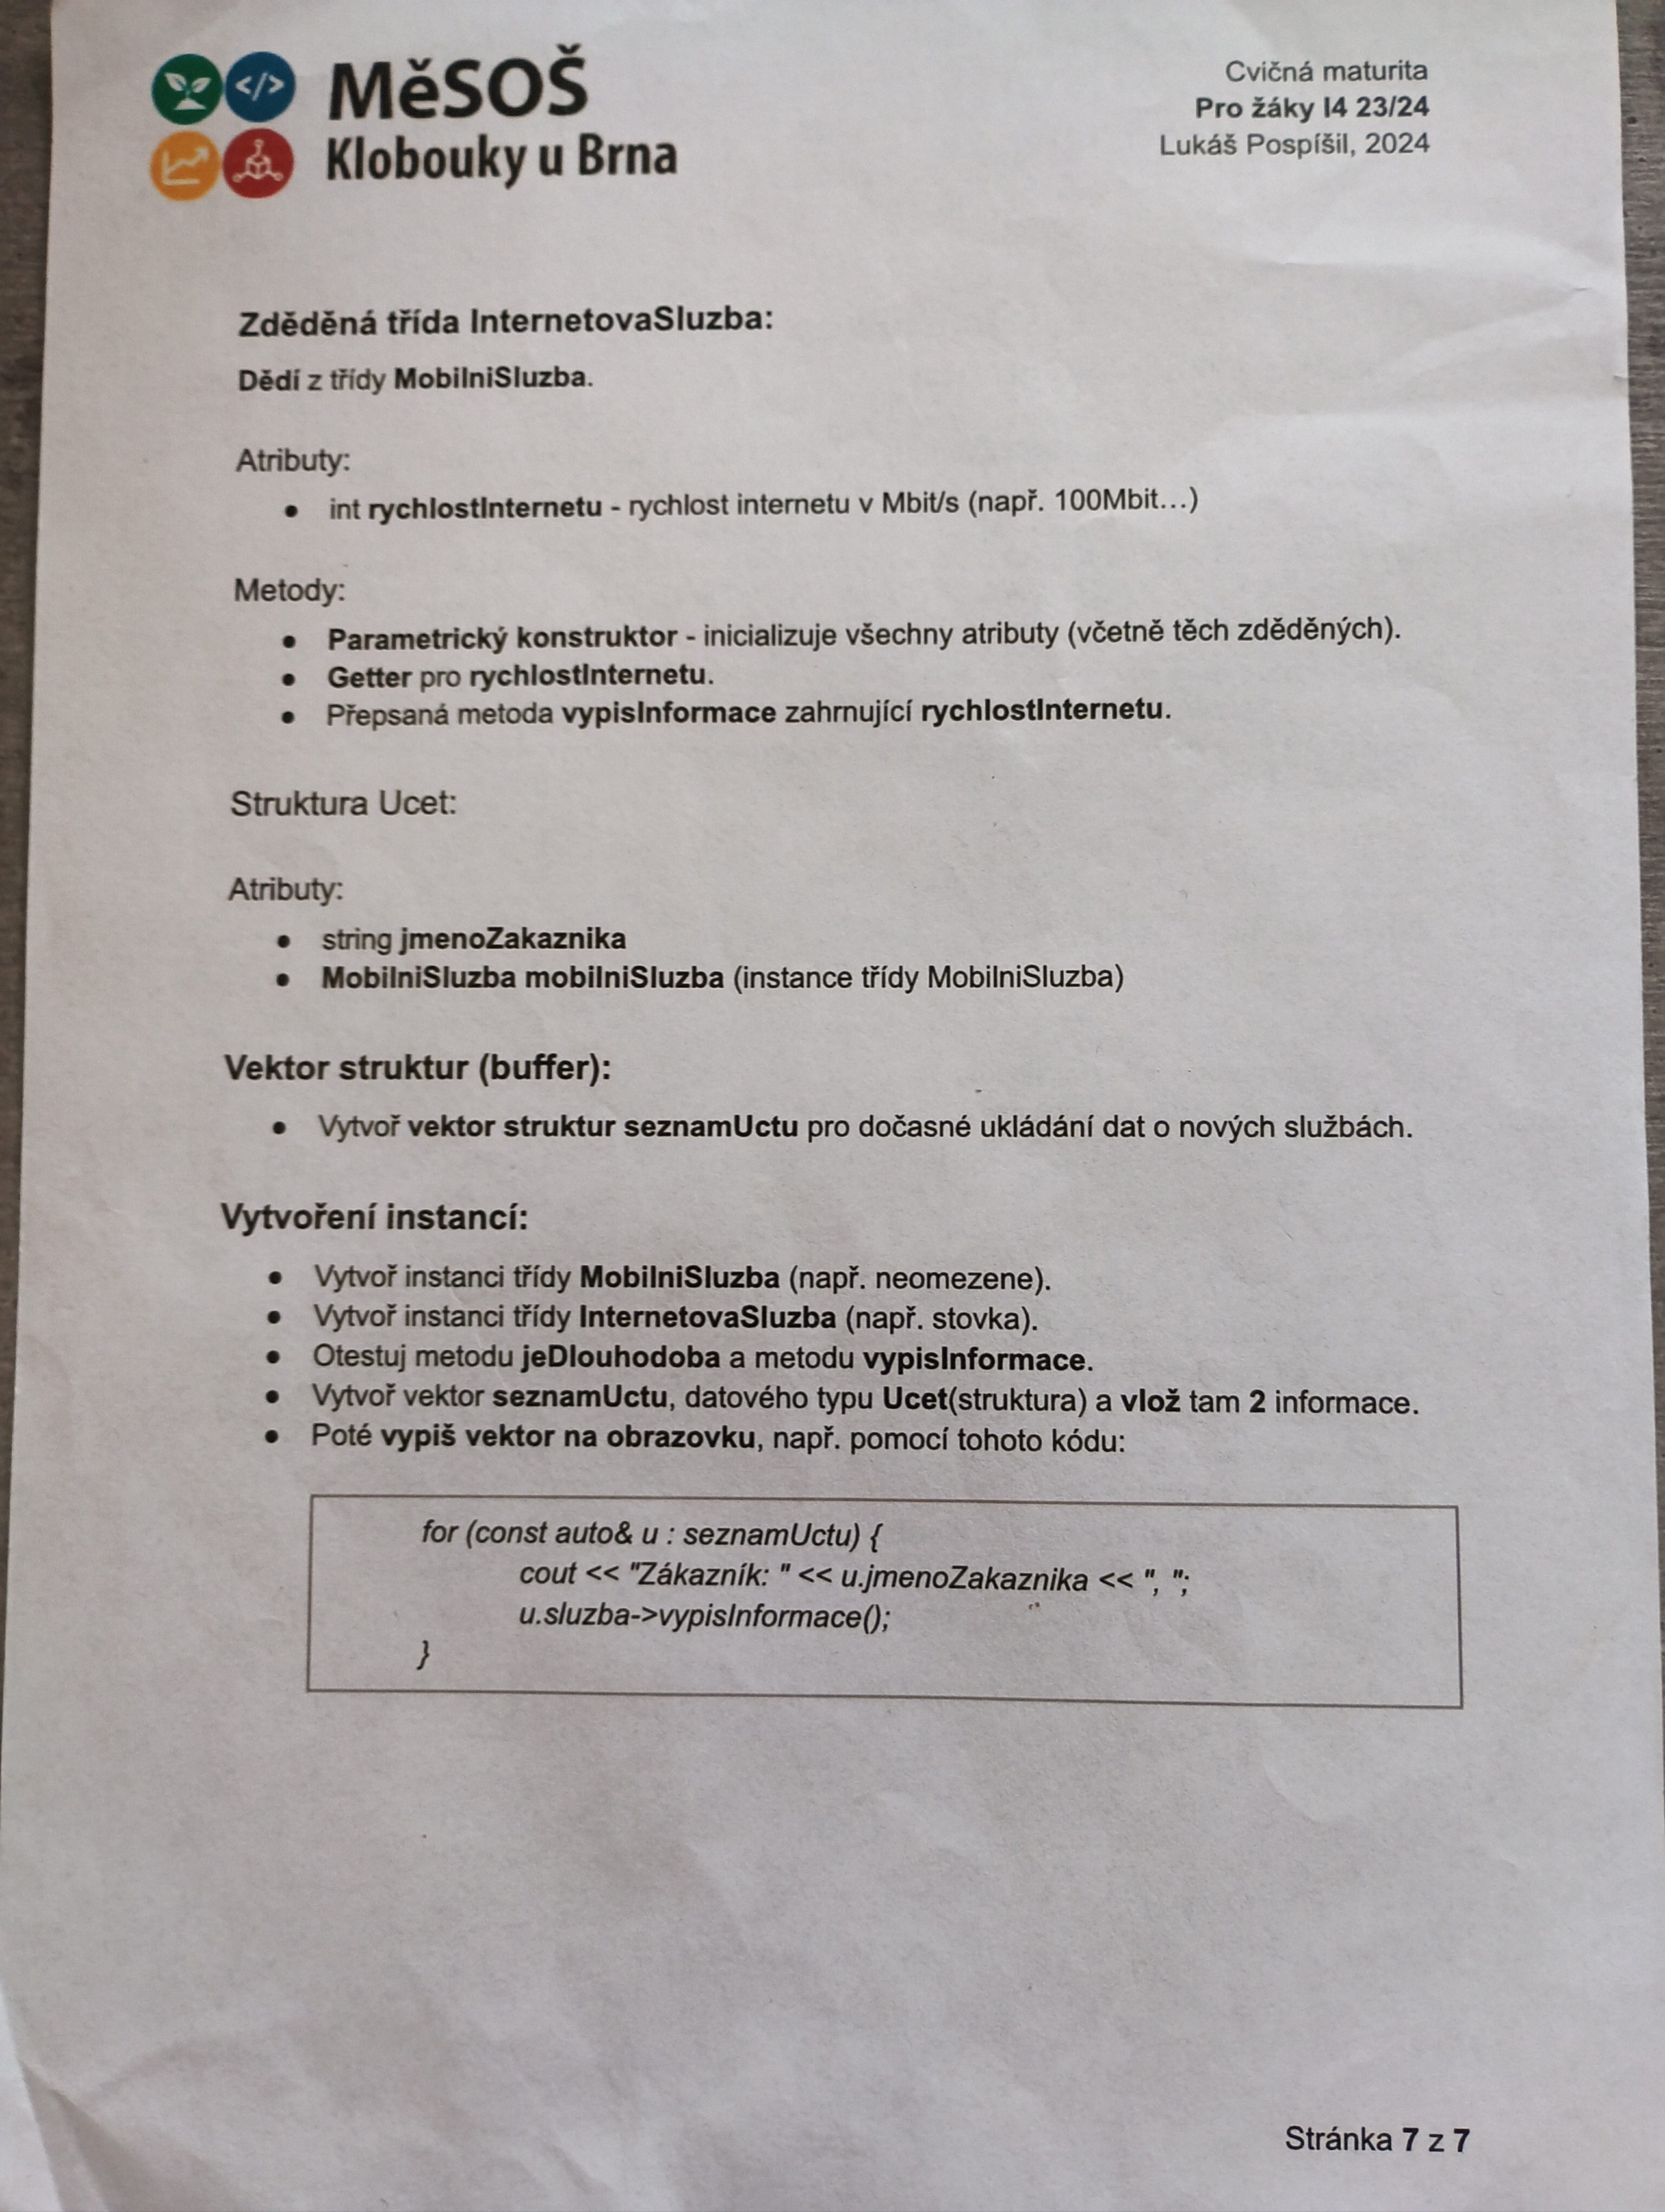 MěSOŠ
Klobouky u Brna
Cvičná maturita
Pro žáky I4 23/24
Lukáš Pospíšil, 2024
Zděděná třída InternetovaSluzba:
Dědí z třídy MobilniSluzba.
Atributy:
● int rychlostInternetu - rychlost internetu v Mbit/s (např. 100Mbit...)
Metody:
● Parametrický konstruktor - inicializuje všechny atributy (včetně těch zděděných).
● Getter pro rychlostInternetu.
● Přepsaná metoda vypisInformace zahrnující rychlostInternetu.
Struktura Ucet:
Atributy:
● string jmenoZakaznika
● MobilniSluzba mobilniSluzba (instance třídy MobilniSluzba)
Vektor struktur (buffer):
● Vytvoř vektor struktur seznamUctu pro dočasné ukládání dat o nových službách.
Vytvoření instancí:
● Vytvoř instanci třídy MobilniSluzba (např. neomezene).
● Vytvoř instanci třídy InternetovaSluzba (např. stovka).
● Otestuj metodu jeDlouhodoba a metodu vypisInformace.
● Vytvoř vektor seznamUctu, datového typu Ucet(struktura) a vlož tam 2 informace.
● Poté vypiš vektor na obrazovku, např. pomocí tohoto kódu:
for (const auto& u : seznamUctu) {
cout << "Zákazník: " << u.jmenoZakaznika << ", ";
u.sluzba->vypisInformace();
}
Stránka 7 z 7